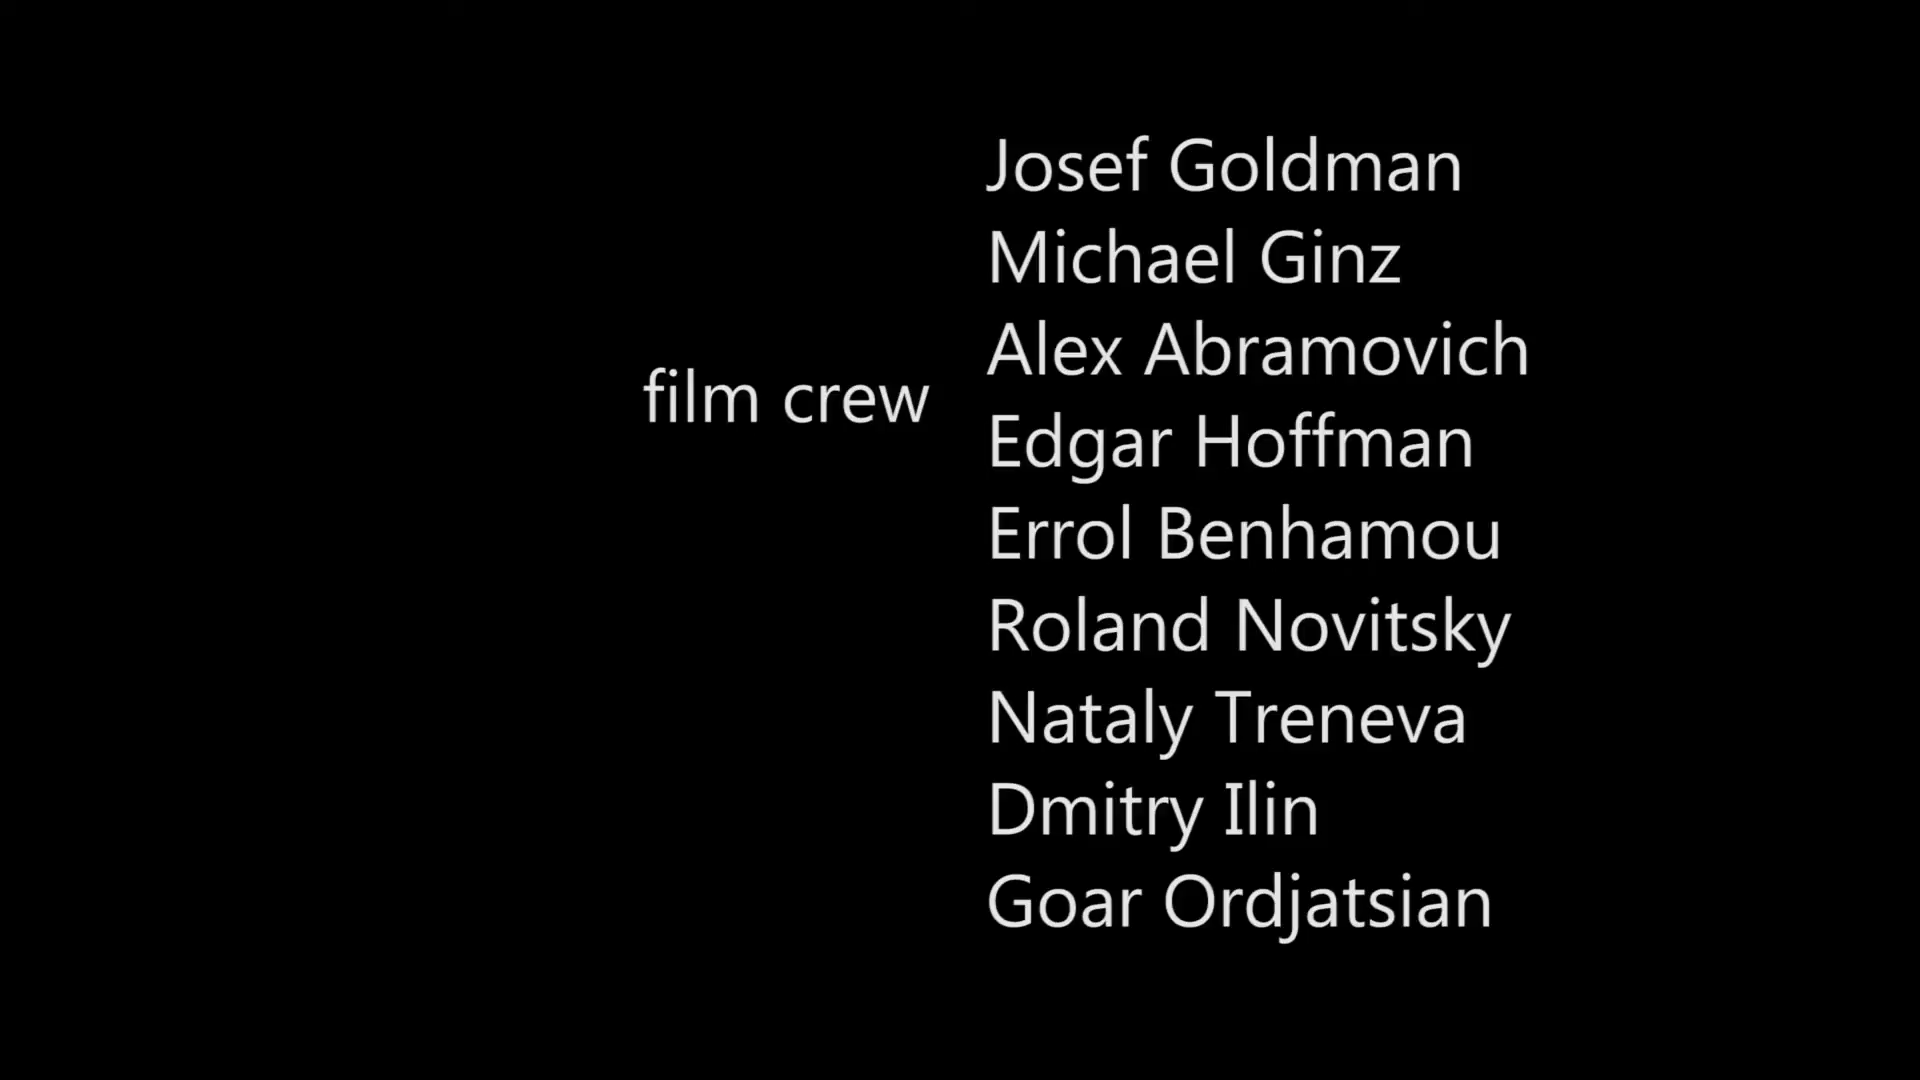 film crew
Josef Goldman
Michael Ginz
Alex Abramovich
Edgar Hoffman
Errol Benhamou
Roland Novitsky
Nataly Treneva
Dmitry Ilin
Goar Ordjatsian